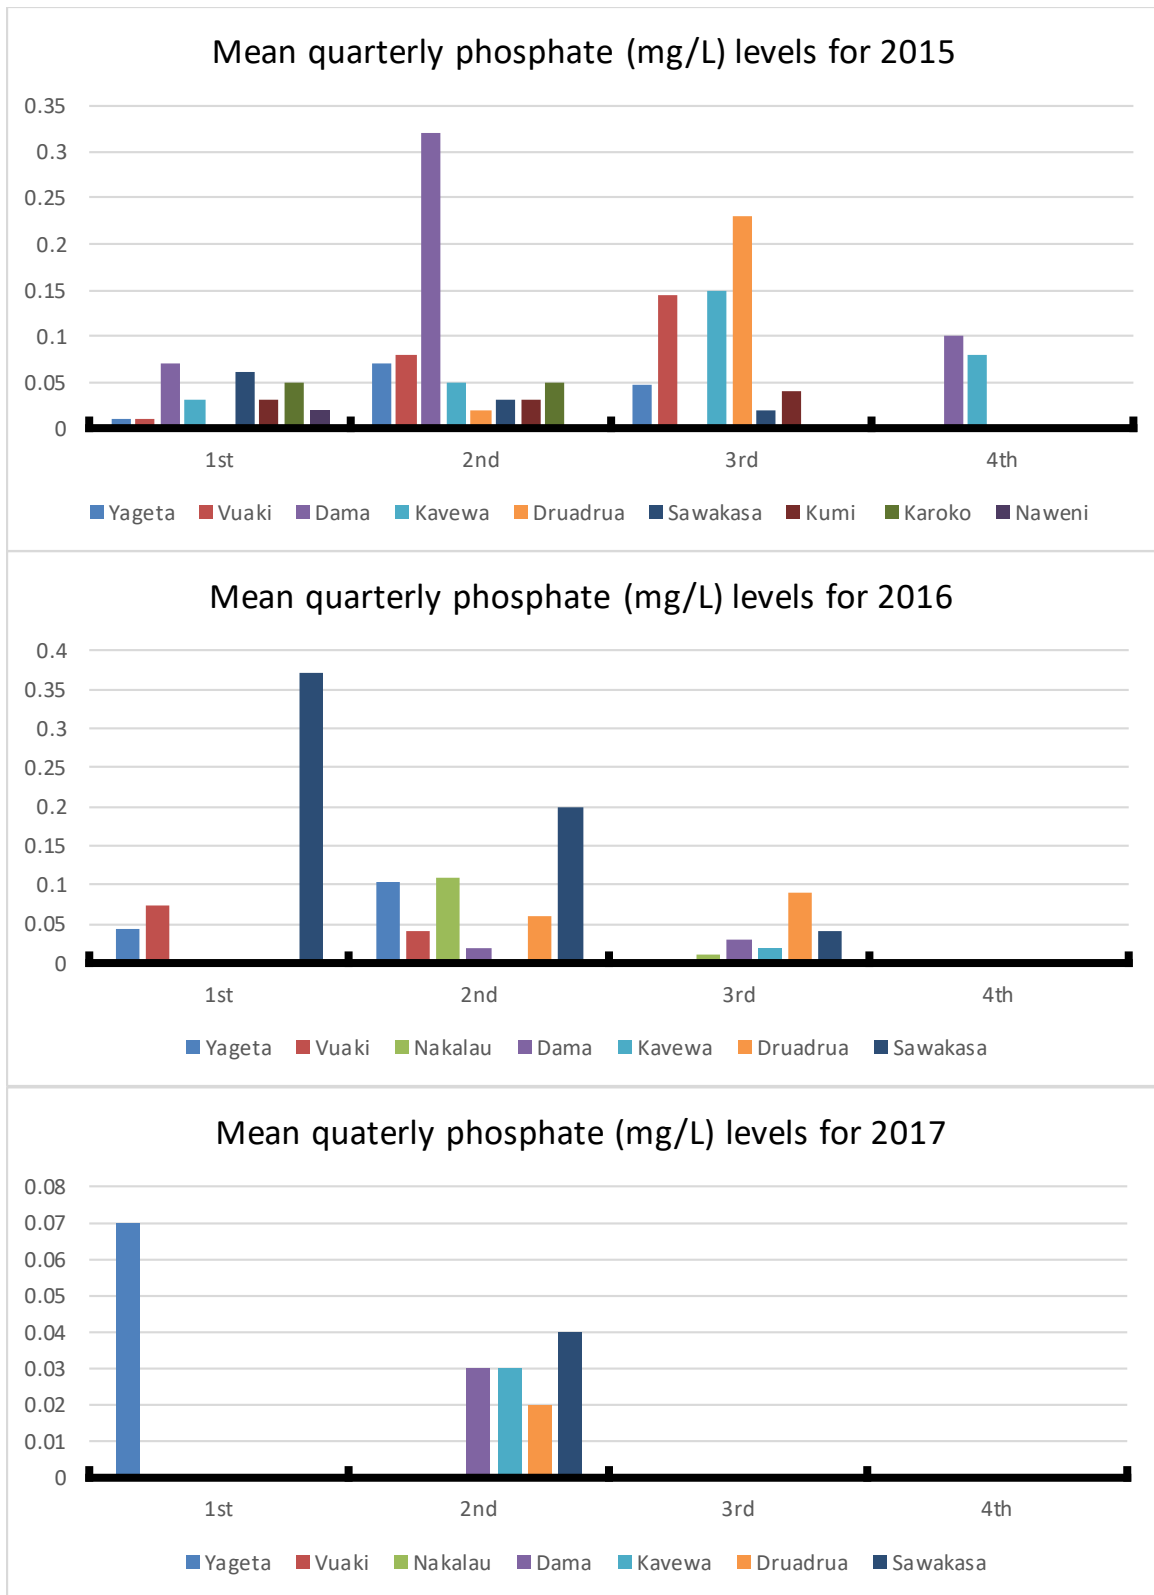 Mean quarterly phosphate (mg/L) levels for 2015
0.35
0.3
0.25
0.2
0.15
0.1
0.05
0
1st 2nd 3rd 4th
Yageta Vuaki Dama Kavewa Druadrua Sawakasa Kumi Karoko Naweni
Mean quarterly phosphate (mg/L) levels for 2016
0.4
0.35
0.3
0.25
0.2
0.15
0.1
0.05
0
1st 2nd 3rd 4th
Yageta Vuaki Nakalau Dama Kavewa Druadrua Sawakasa
Mean quaterly phosphate (mg/L) levels for 2017
0.08
0.07
0.06
0.05
0.04
0.03
0.02
0.01
0
1st 2nd 3rd 4th
Yageta Vuaki Nakalau Dama Kavewa Druadrua Sawakasa